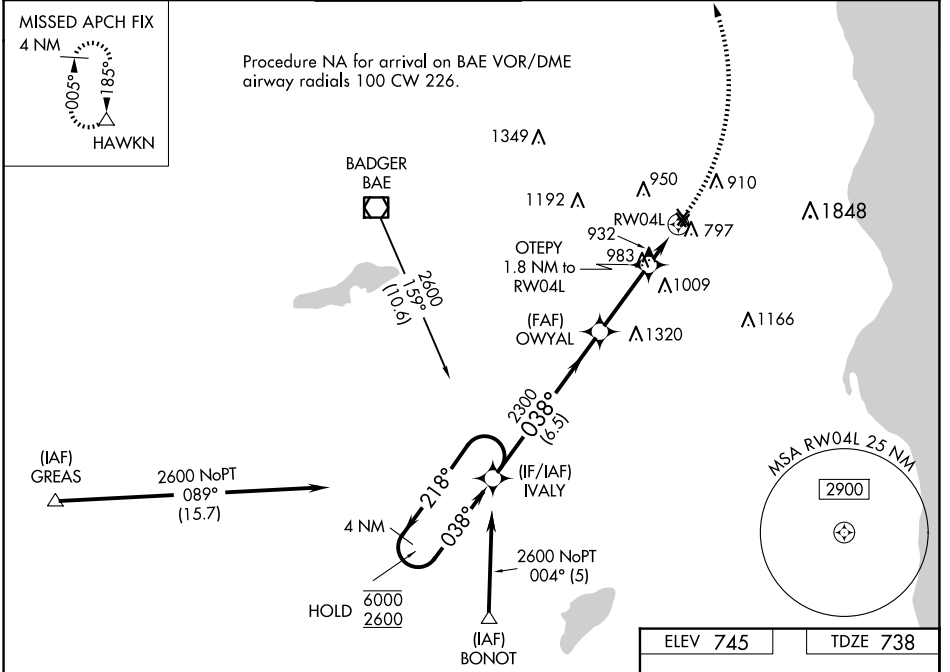 MISSED APCH FIX
4 NM
005°
185°
HAWKN
Procedure NA for arrival on BAE VOR/DME
airway radials 100 CW 226.
1349
BADGER
BAE
1192
950
910
1848
RW04L
797
932
983
OTEPY
1.8 NM to
RW04L
1009
2600
159°
(10.6)
(FAF)
OWYAL
1320
1166
2300
038°
(6.5)
(IAF)
GREAS
2600 NoPT
089°
(15.7)
218°
038°
4 NM
(IF/IAF)
IVALY
HOLD
6000
2600
2600 NoPT
004° (5)
(IAF)
BONOT
MSA RW04L 25 NM
2900
ELEV 745
TDZE 738